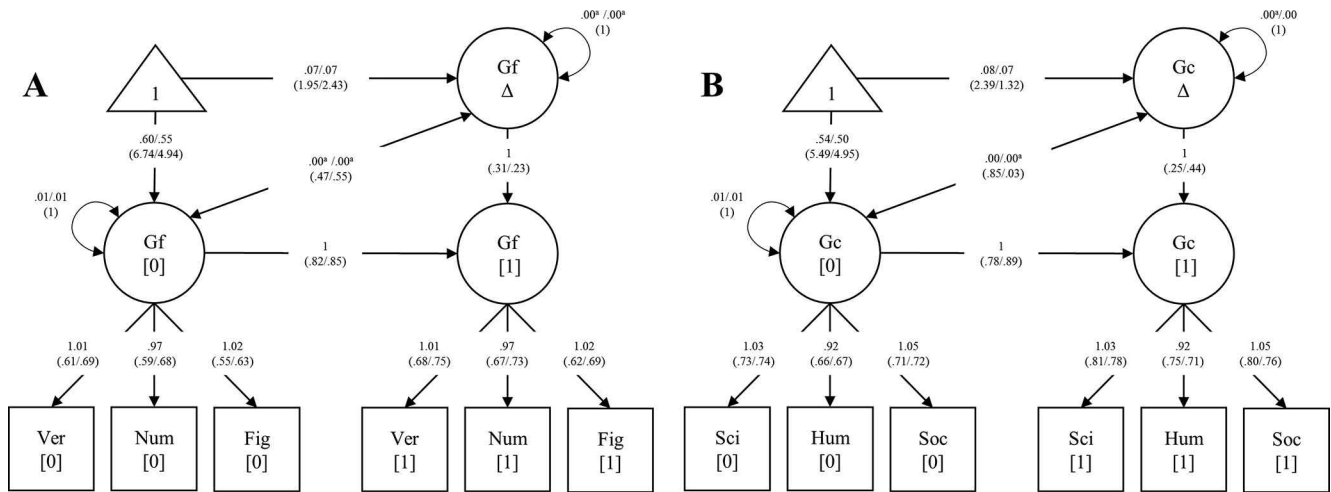 A
1
.07/.07
(1.95/2.43)
.00ª /.00ª
(1)
Gf
Δ
.60/.55
(6.74/4.94)
.00ª /.00ª
(.47/.55)
1
(.31/.23)
.01/.01
(1)
Gf
[0]
1
(.82/.85)
Gf
[1]
1.01
(.61/.69)
.97
(.59/.68)
1.02
(.55/.63)
1.01
(.68/.75)
.97
(.67/.73)
1.02
(.62/.69)
Ver
[0]
Num
[0]
Fig
[0]
Ver
[1]
Num
[1]
Fig
[1]
B
1
.08/.07
(2.39/1.32)
.00ª/.00
(1)
Gc
Δ
.54/.50
(5.49/4.95)
.00/.00ª
(.85/.03)
1
(.25/.44)
.01/.01
(1)
Gc
[0]
1
(.78/.89)
Gc
[1]
1.03
(.73/.74)
.92
(.66/.67)
1.05
(.71/.72)
1.03
(.81/.78)
.92
(.75/.71)
1.05
(.80/.76)
Sci
[0]
Hum
[0]
Soc
[0]
Sci
[1]
Hum
[1]
Soc
[1]